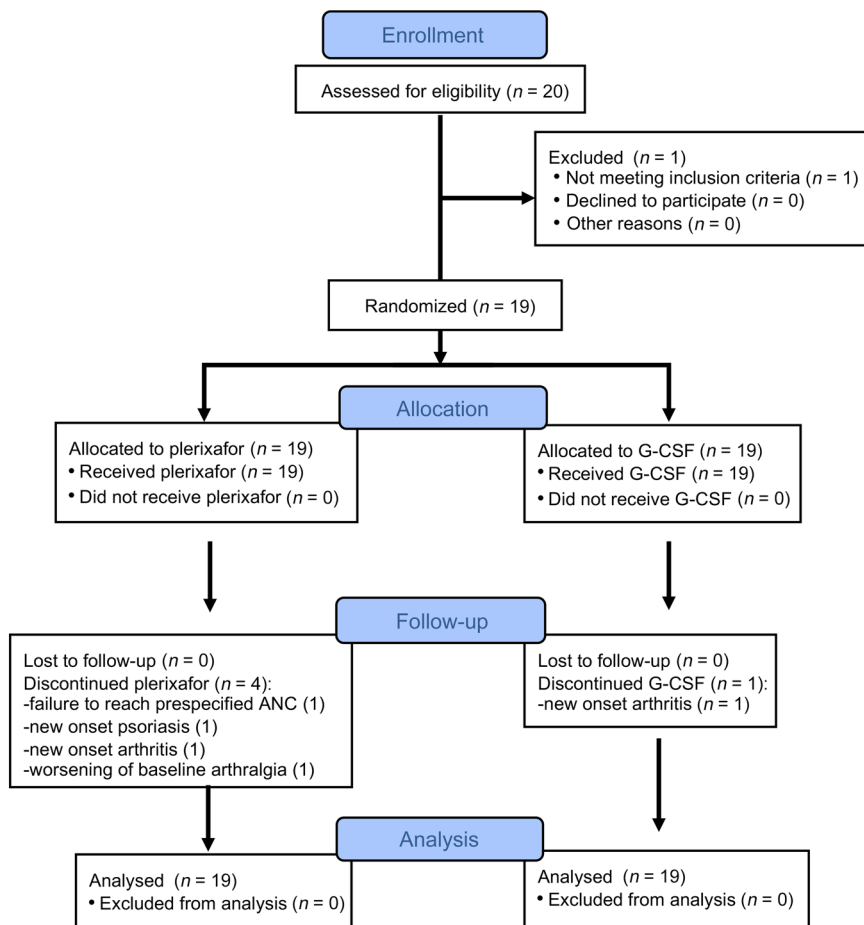 Enrollment
Assessed for eligibility (n = 20)
Excluded (n = 1)
• Not meeting inclusion criteria (n = 1)
• Declined to participate (n = 0)
• Other reasons (n = 0)
Randomized (n = 19)
Allocation
Allocated to plerixafor (n = 19)
• Received plerixafor (n = 19)
• Did not receive plerixafor (n = 0)
Allocated to G-CSF (n = 19)
• Received G-CSF (n = 19)
• Did not receive G-CSF (n = 0)
Follow-up
Lost to follow-up (n = 0)
Discontinued plerixafor (n = 4):
-failure to reach prespecified ANC (1)
-new onset psoriasis (1)
-new onset arthritis (1)
-worsening of baseline arthralgia (1)
Lost to follow-up (n = 0)
Discontinued G-CSF (n = 1):
-new onset arthritis (n = 1)
Analysis
Analysed (n = 19)
• Excluded from analysis (n = 0)
Analysed (n = 19)
• Excluded from analysis (n = 0)